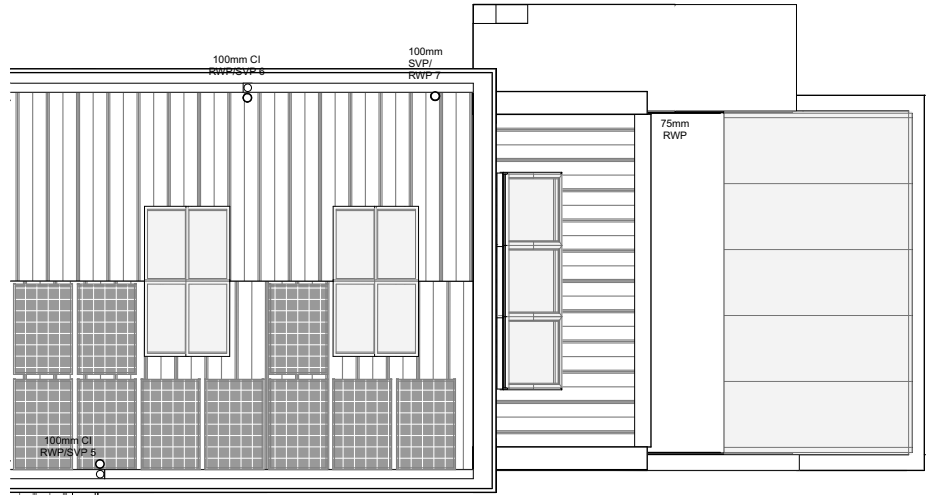 100mm CI
RWP/SVP 6
100mm
SVP/
RWP 7
75mm
RWP
100mm CI
RWP/SVP 5